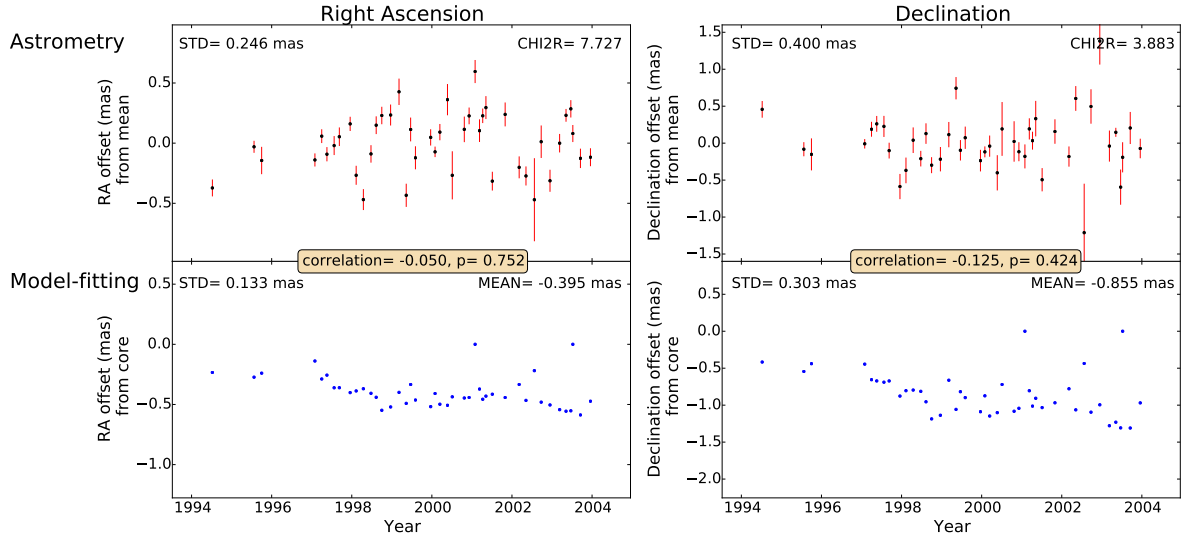 Right Ascension
Declination
Astrometry
STD= 0.246 mas
CHI2R= 7.727
STD= 0.400 mas
CHI2R= 3.883
RA offset (mas)
from mean
0.5
0.0
−0.5
Declination offset (mas)
from mean
1.5
1.0
0.5
0.0
−0.5
−1.0
−1.5
correlation= -0.050, p= 0.752
correlation= -0.125, p= 0.424
Model-fitting
STD= 0.133 mas
MEAN= -0.395 mas
STD= 0.303 mas
MEAN= -0.855 mas
RA offset (mas)
from core
0.5
0.0
−0.5
−1.0
Declination offset (mas)
from core
0.5
0.0
−0.5
−1.0
−1.5
−2.0
1994 1996 1998 2000 2002 2004
Year
1994 1996 1998 2000 2002 2004
Year